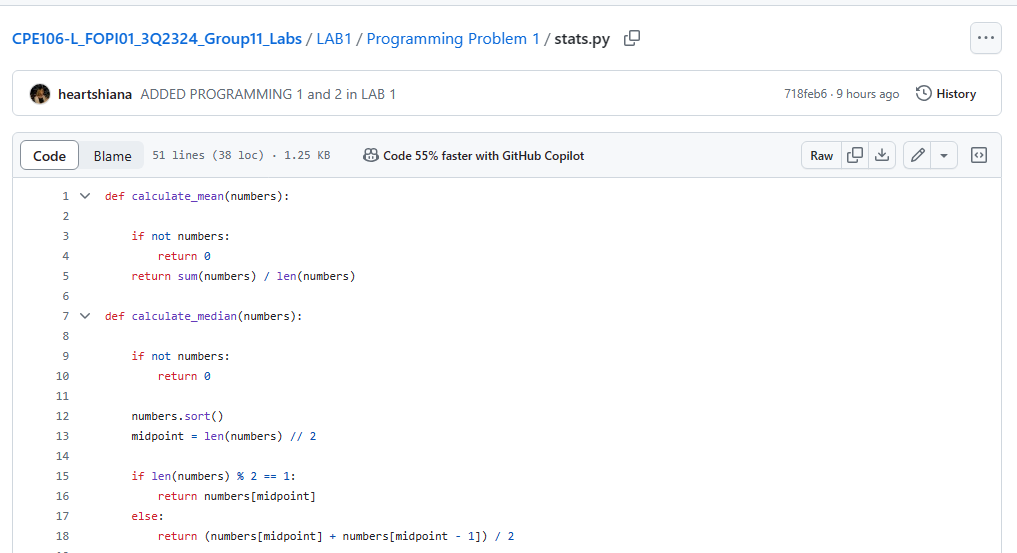 CPE106-L_FOPI01_3Q2324_Group11_Labs / LAB1 / Programming Problem 1 / stats.py
heartshiana ADDED PROGRAMMING 1 and 2 in LAB 1 718feb6 · 9 hours ago History
Code Blame 51 lines (38 loc) · 1.25 KB Code 55% faster with GitHub Copilot Raw
1 def calculate_mean(numbers):
2
3 if not numbers:
4 return 0
5 return sum(numbers) / len(numbers)
6
7 def calculate_median(numbers):
8
9 if not numbers:
10 return 0
11
12 numbers.sort()
13 midpoint = len(numbers) // 2
14
15 if len(numbers) % 2 == 1:
16 return numbers[midpoint]
17 else:
18 return (numbers[midpoint] + numbers[midpoint - 1]) / 2